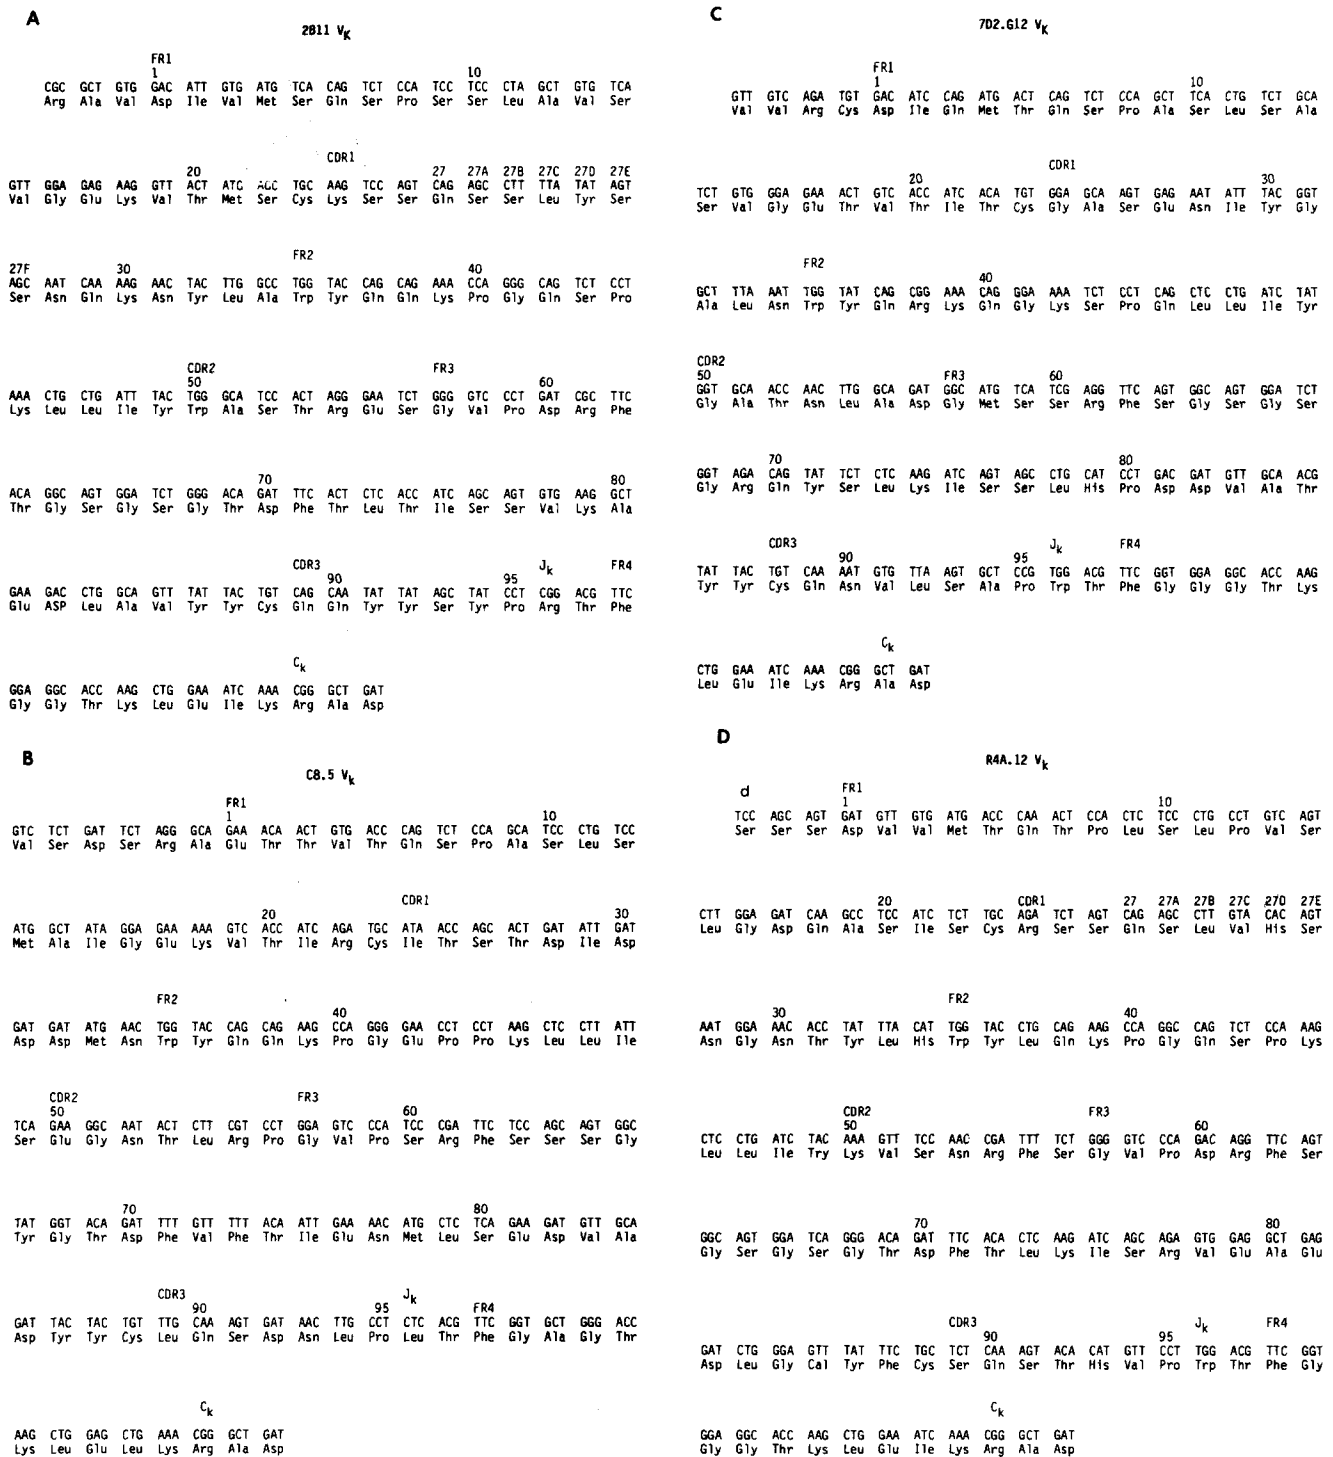 A
2B11 VK
FR1
1 10
CGC GCT GTG GAC ATT GTG ATG TCA CAG TCT CCA TCC TCC CTA GCT GTG TCA
Arg Ala Val Asp Ile Val Met Ser Gln Ser Pro Ser Ser Leu Ala Val Ser
CDR1
20 27 27A 27B 27C 27D 27E
GTT GGA GAG AAG GTT ACT ATC AGC TGC AAG TCC AGT CAG AGC CTT TTA TAT AGT
Val Gly Glu Lys Val Thr Met Ser Cys Lys Ser Ser Gln Ser Ser Leu Tyr Ser
FR2
27F 30 40
AGC AAT CAA AAG AAC TAC TTG GCC TGG TAC CAG CAG AAA CCA GGG CAG TCT CCT
Ser Asn Gln Lys Asn Tyr Leu Ala Trp Tyr Gln Gln Lys Pro Gly Gln Ser Pro
CDR2 FR3
50 60
AAA CTG CTG ATT TAC TGG GCA TCC ACT AGG GAA TCT GGG GTC CCT GAT CGC TTC
Lys Leu Leu Ile Tyr Trp Ala Ser Thr Arg Glu Ser Gly Val Pro Asp Arg Phe
70 80
ACA GGC AGT GGA TCT GGG ACA GAT TTC ACT CTC ACC ATC AGC AGT GTG AAG GCT
Thr Gly Ser Gly Ser Gly Thr Asp Phe Thr Leu Thr Ile Ser Ser Val Lys Ala
CDR3 Jk FR4
90 95
GAA GAC CTG GCA GTT TAT TAC TGT CAG CAA TAT TAT AGC TAT CCT CGG ACG TTC
Glu ASP Leu Ala Val Tyr Tyr Cys Gln Gln Tyr Tyr Ser Tyr Pro Arg Thr Phe
Ck
GGA GGC ACC AAG CTG GAA ATC AAA CGG GCT GAT
Gly Gly Thr Lys Leu Glu Ile Lys Arg Ala Asp
B
C8.5 Vk
FR1
1 10
GTC TCT GAT TCT AGG GCA GAA ACA ACT GTG ACC CAG TCT CCA GCA TCC CTG TCC
Val Ser Asp Ser Arg Ala Glu Thr Thr Val Thr Gln Ser Pro Ala Ser Leu Ser
CDR1
20 30
ATG GCT ATA GGA GAA AAA GTC ACC ATC AGA TGC ATA ACC AGC ACT GAT ATT GAT
Met Ala Ile Gly Glu Lys Val Thr Ile Arg Cys Ile Thr Ser Thr Asp Ile Asp
FR2
40
GAT GAT ATG AAC TGG TAC CAG CAG AAG CCA GGG GAA CCT CCT AAG CTC CTT ATT
Asp Asp Met Asn Trp Tyr Gln Gln Lys Pro Gly Glu Pro Pro Lys Leu Leu Ile
CDR2 FR3
50 60
TCA GAA GGC AAT ACT CTT CGT CCT GGA GTC CCA TCC CGA TTC TCC AGC AGT GGC
Ser Glu Gly Asn Thr Leu Arg Pro Gly Val Pro Ser Arg Phe Ser Ser Ser Gly
70 80
TAT GGT ACA GAT TTT GTT TTT ACA ATT GAA AAC ATG CTC TCA GAA GAT GTT GCA
Tyr Gly Thr Asp Phe Val Phe Thr Ile Glu Asn Met Leu Ser Glu Asp Val Ala
CDR3 Jk
90 95 FR4
GAT TAC TAC TGT TTG CAA AGT GAT AAC TTG CCT CTC ACG TTC GGT GCT GGG ACC
Asp Tyr Tyr Cys Leu Gln Ser Asp Asn Leu Pro Leu Thr Phe Gly Ala Gly Thr
Ck
AAG CTG GAG CTG AAA CGG GCT GAT
Lys Leu Glu Leu Lys Arg Ala Asp
C
7D2.G12 VK
FR1
1 10
GTT GTC AGA TGT GAC ATC CAG ATG ACT CAG TCT CCA GCT TCA CTG TCT GCA
Val Val Arg Cys Asp Ile Gln Met Thr Gln Ser Pro Ala Ser Leu Ser Ala
CDR1
20 30
TCT GTG GGA GAA ACT GTC ACC ATC ACA TGT GGA GCA AGT GAG AAT ATT TAC GGT
Ser Val Gly Glu Thr Val Thr Ile Thr Cys Gly Ala Ser Glu Asn Ile Tyr Gly
FR2
40
GCT TTA AAT TGG TAT CAG CGG AAA CAG GGA AAA TCT CCT CAG CTC CTG ATC TAT
Ala Leu Asn Trp Tyr Gln Arg Lys Gln Gly Lys Ser Pro Gln Leu Leu Ile Tyr
CDR2
50 FR3 60
GGT GCA ACC AAC TTG GCA GAT GGC ATG TCA TCG AGG TTC AGT GGC AGT GGA TCT
Gly Ala Thr Asn Leu Ala Asp Gly Met Ser Ser Arg Phe Ser Gly Ser Gly Ser
70 80
GGT AGA CAG TAT TCT CTC AAG ATC AGT AGC CTG CAT CCT GAC GAT GTT GCA ACG
Gly Arg Gln Tyr Ser Leu Lys Ile Ser Ser Leu His Pro Asp Asp Val Ala Thr
CDR3 Jk FR4
90 95
TAT TAC TGT CAA AAT GTG TTA AGT GCT CCG TGG ACG TTC GGT GGA GGC ACC AAG
Tyr Tyr Cys Gln Asn Val Leu Ser Ala Pro Trp Thr Phe Gly Gly Gly Thr Lys
Ck
CTG GAA ATC AAA CGG GCT GAT
Leu Glu Ile Lys Arg Ala Asp
D
R4A.12 Vk
d FR1
1 10
TCC AGC AGT GAT GTT GTG ATG ACC CAA ACT CCA CTC TCC CTG CCT GTC AGT
Ser Ser Ser Asp Val Val Met Thr Gln Thr Pro Leu Ser Leu Pro Val Ser
20 CDR1 27 27A 27B 27C 27D 27E
CTT GGA GAT CAA GCC TCC ATC TCT TGC AGA TCT AGT CAG AGC CTT GTA CAC AGT
Leu Gly Asp Gln Ala Ser Ile Ser Cys Arg Ser Ser Gln Ser Leu Val His Ser
FR2
30 40
AAT GGA AAC ACC TAT TTA CAT TGG TAC CTG CAG AAG CCA GGC CAG TCT CCA AAG
Asn Gly Asn Thr Tyr Leu His Trp Tyr Leu Gln Lys Pro Gly Gln Ser Pro Lys
CDR2 FR3
50 60
CTC CTG ATC TAC AAA GTT TCC AAC CGA TTT TCT GGG GTC CCA GAC AGG TTC AGT
Leu Leu Ile Try Lys Val Ser Asn Arg Phe Ser Gly Val Pro Asp Arg Phe Ser
70 80
GGC AGT GGA TCA GGG ACA GAT TTC ACA CTC AAG ATC AGC AGA GTG GAG GCT GAG
Gly Ser Gly Ser Gly Thr Asp Phe Thr Leu Lys Ile Ser Arg Val Glu Ala Glu
CDR3 Jk FR4
90 95
GAT CTG GGA GTT TAT TTC TGC TCT CAA AGT ACA CAT GTT CCT TGG ACG TTC GGT
Asp Leu Gly Cal Tyr Phe Cys Ser Gln Ser Thr His Val Pro Trp Thr Phe Gly
Ck
GGA GGC ACC AAG CTG GAA ATC AAA CGG GCT GAT
Gly Gly Thr Lys Leu Glu Ile Lys Arg Ala Asp